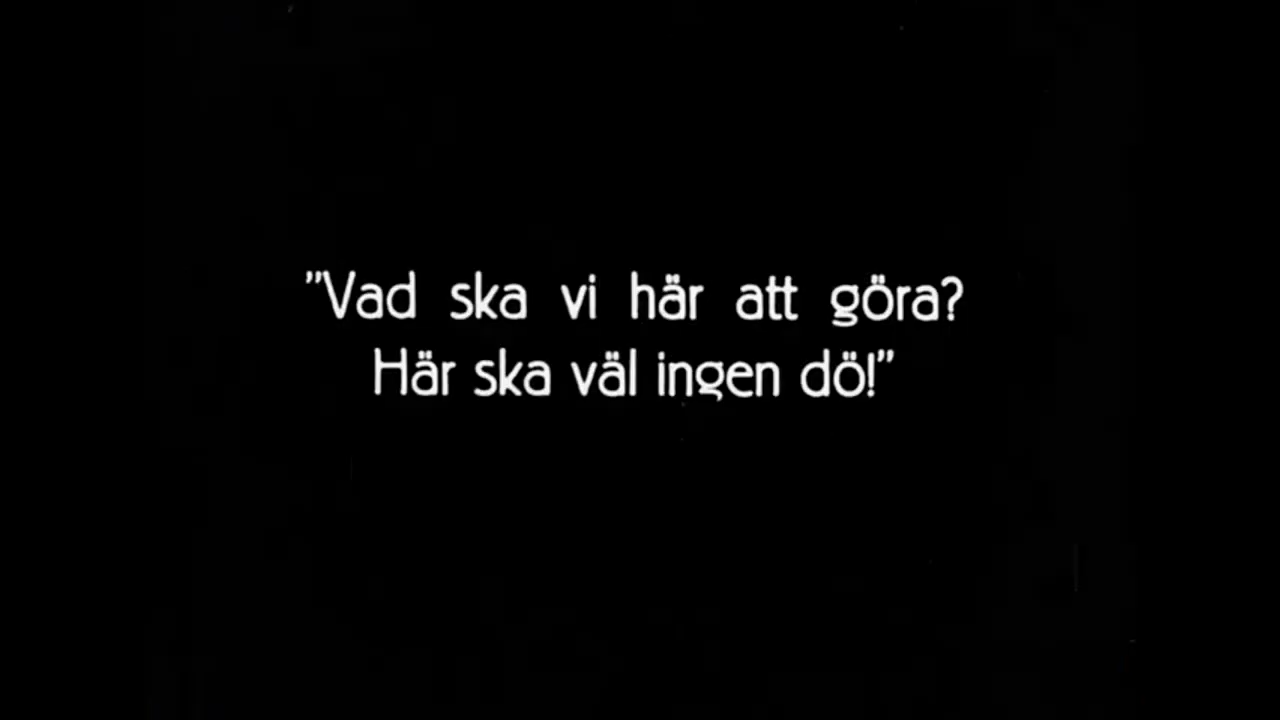 ”Vad ska vi här att göra?
Här ska väl ingen dö!”